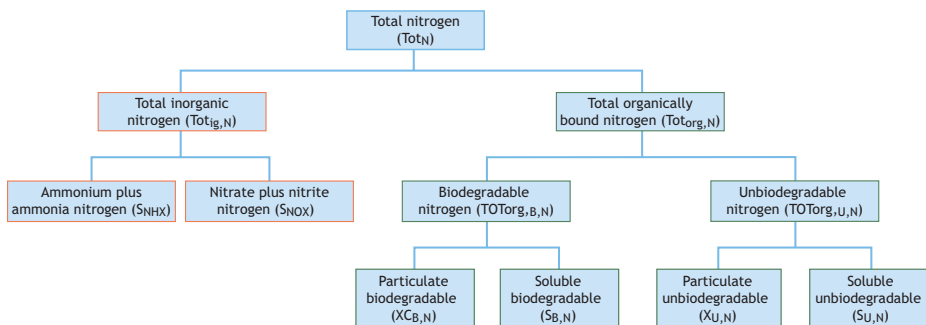 Total nitrogen
(TotN)
Total inorganic
nitrogen (Totig,N)
Total organically
bound nitrogen (Totorg,N)
Ammonium plus
ammonia nitrogen (SNHX)
Nitrate plus nitrite
nitrogen (SNOX)
Biodegradable
nitrogen (TOTorg,B,N)
Unbiodegradable
nitrogen (TOTorg,U,N)
Particulate
biodegradable
(XCB,N)
Soluble
biodegradable
(SB,N)
Particulate
unbiodegradable
(XU,N)
Soluble
unbiodegradable
(SU,N)